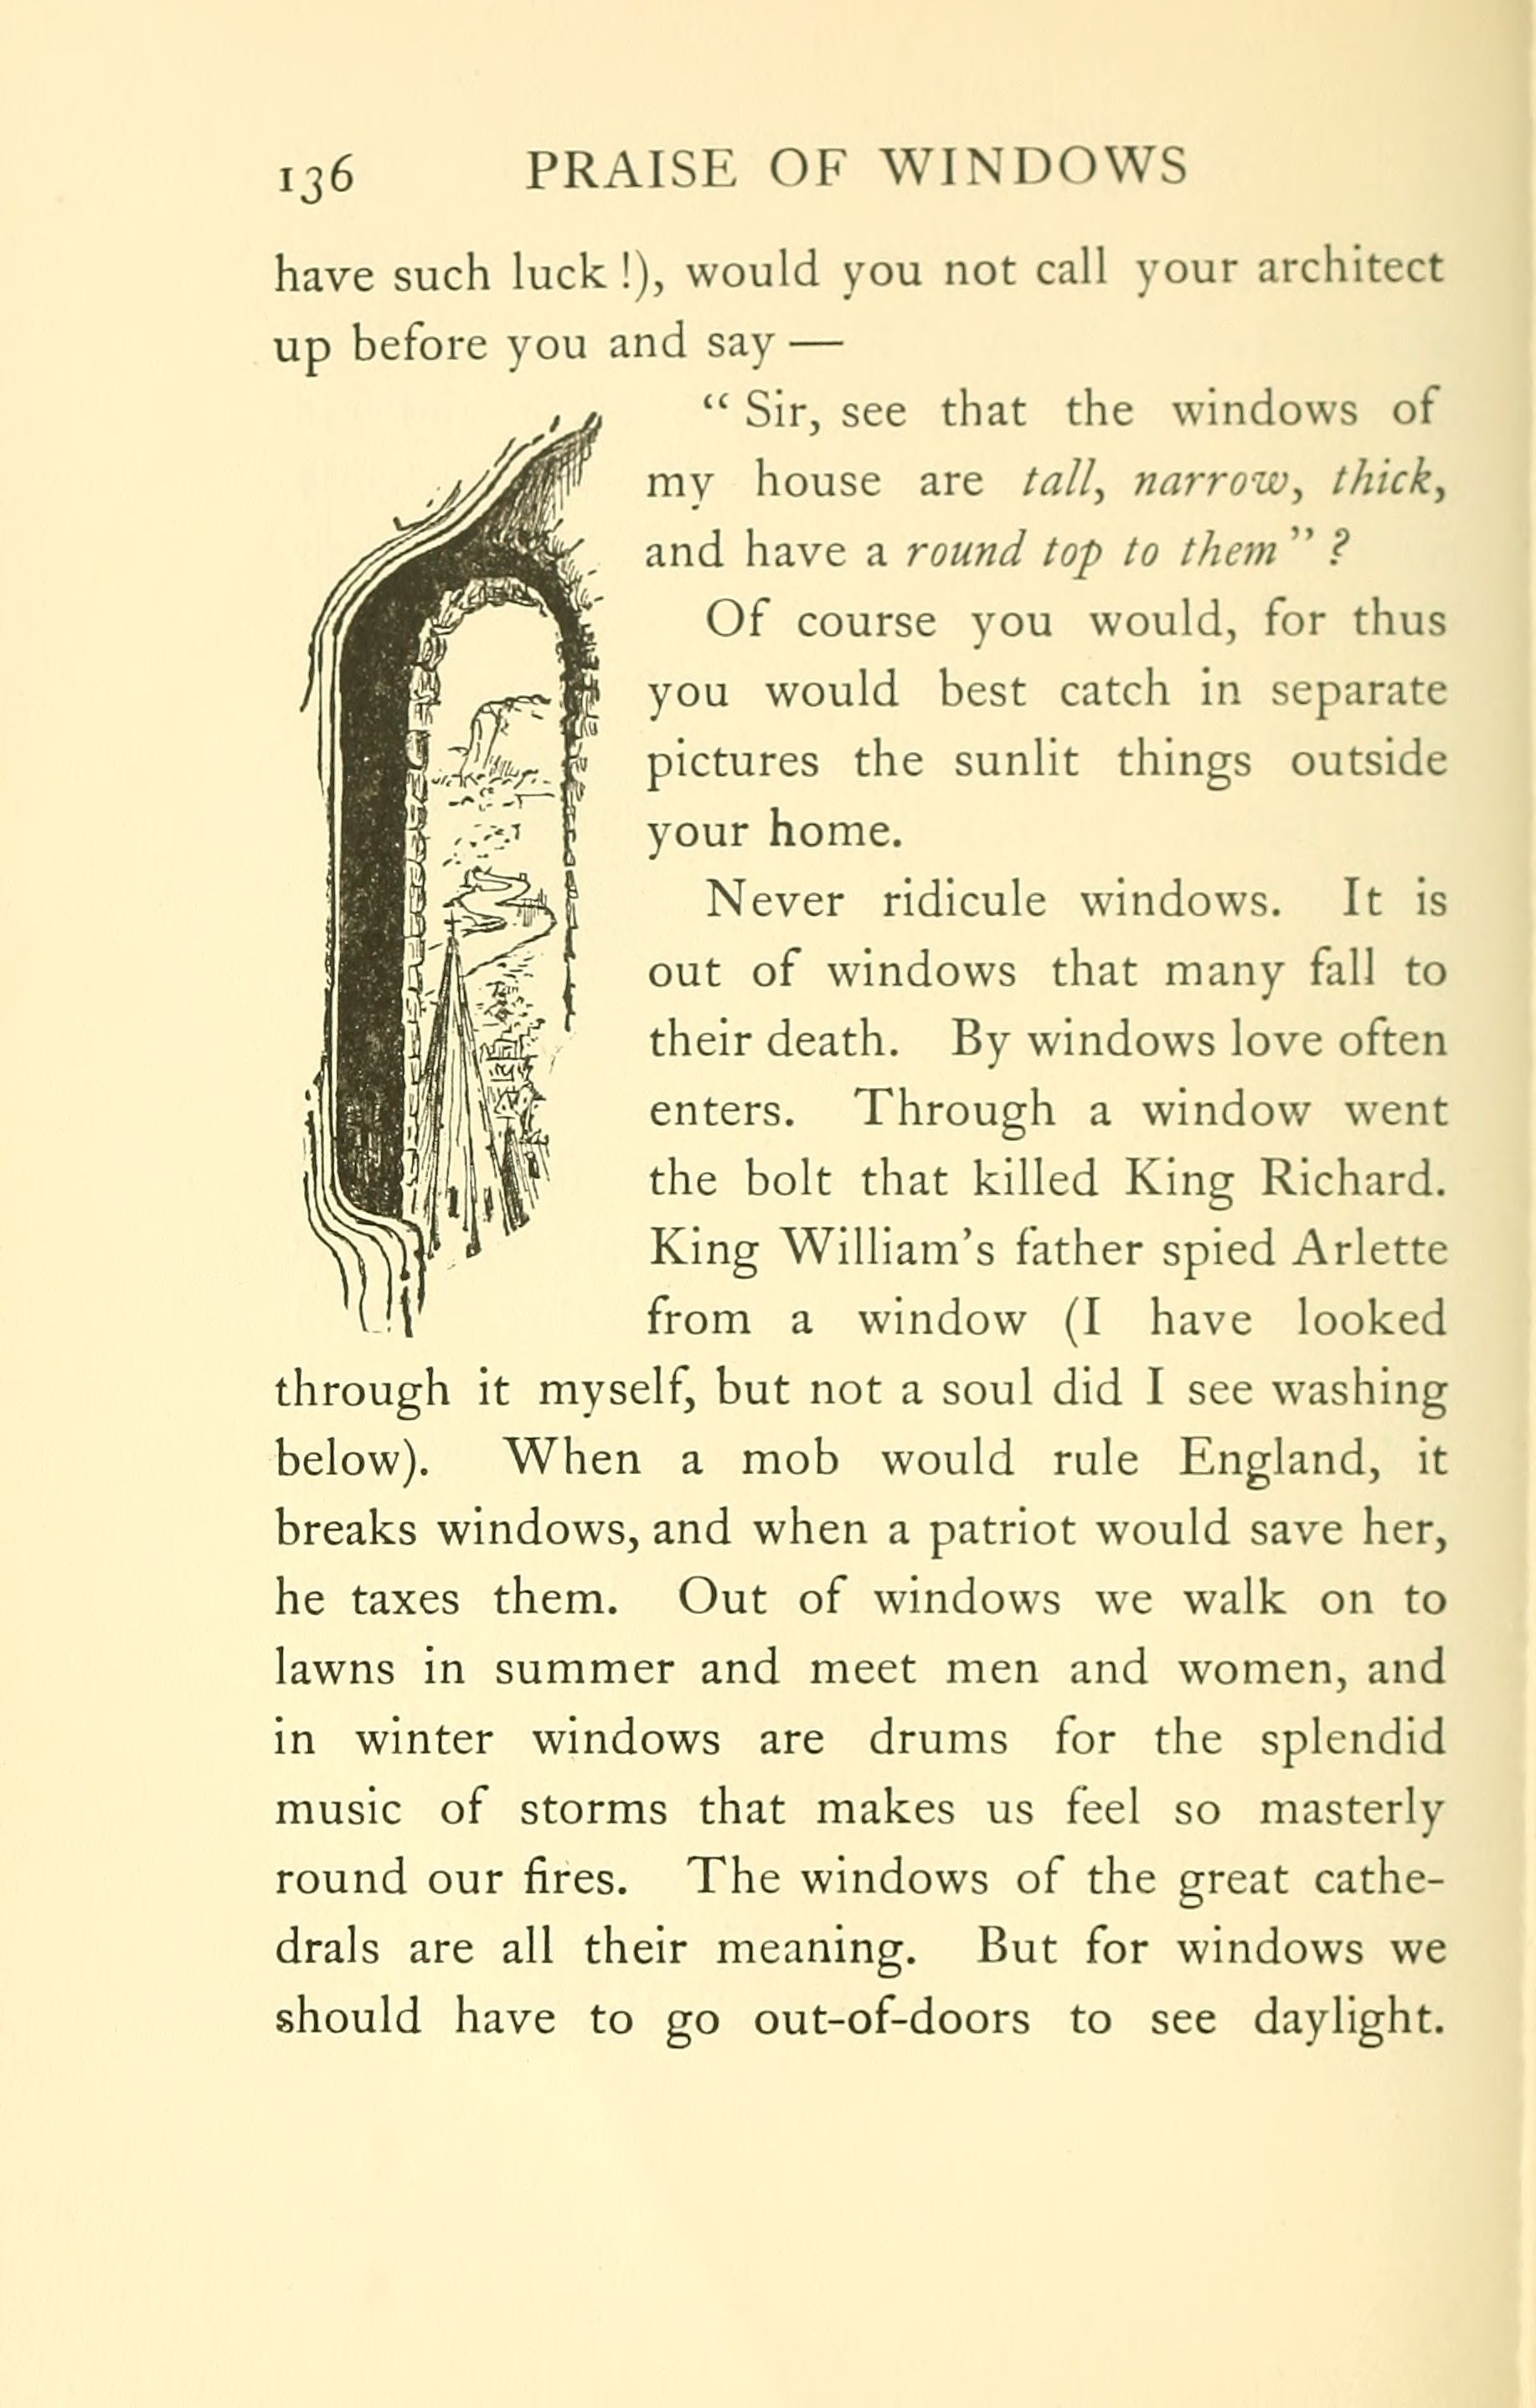 136 PRAISE OF WINDOWS
have such luck!), would you not call your architect
up before you and say—
“Sir, see that the windows of
my house are tall, narrow, thick,
and have a round top to them”?
Of course you would, for thus
you would best catch in separate
pictures the sunlit things outside
your home.
Never ridicule windows. It is
out of windows that many fall to
their death. By windows love often
enters. Through a window went
the bolt that killed King Richard.
King William’s father spied Arlette
from a window (I have looked
through it myself, but not a soul did I see washing
below). When a mob would rule England, it
breaks windows, and when a patriot would save her,
he taxes them. Out of windows we walk on to
lawns in summer and meet men and women, and
in winter windows are drums for the splendid
music of storms that makes us feel so masterly
round our fires. The windows of the great cathe-
drals are all their meaning. But for windows we
should have to go out-of-doors to see daylight.